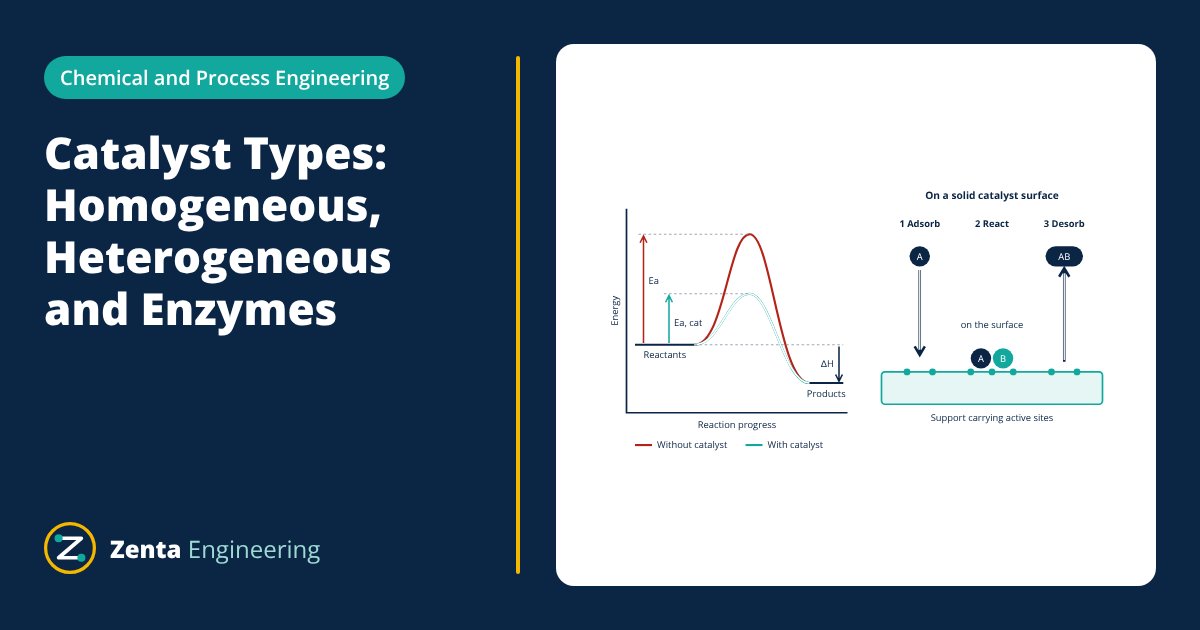 Chemical and Process Engineering
Catalyst Types:
Homogeneous,
Heterogeneous
and Enzymes
Z
Zenta Engineering
Energy
Ea
Ea, cat
Reactants
ΔH
Products
Reaction progress
Without catalyst
With catalyst
On a solid catalyst surface
1 Adsorb
2 React
3 Desorb
A
AB
on the surface
A
B
Support carrying active sites